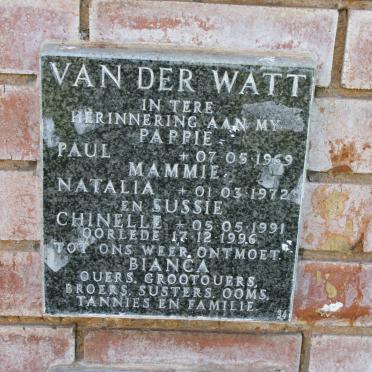 VAN DER WATT
IN TERE
HERINNERING AAN MY
PAPPIE
PAUL + 07 05 1969
MAMMIE
NATALIA + 01 03 1972
EN SUSSIE
CHINELLE + 05 05 1991
OORLEDE 17 12 1996
TOT ONS WEER ONTMOET
BIANCA
OUERS, GROOTOUERS,
BROERS, SUSTERS, OOMS,
TANNIES EN FAMILIE